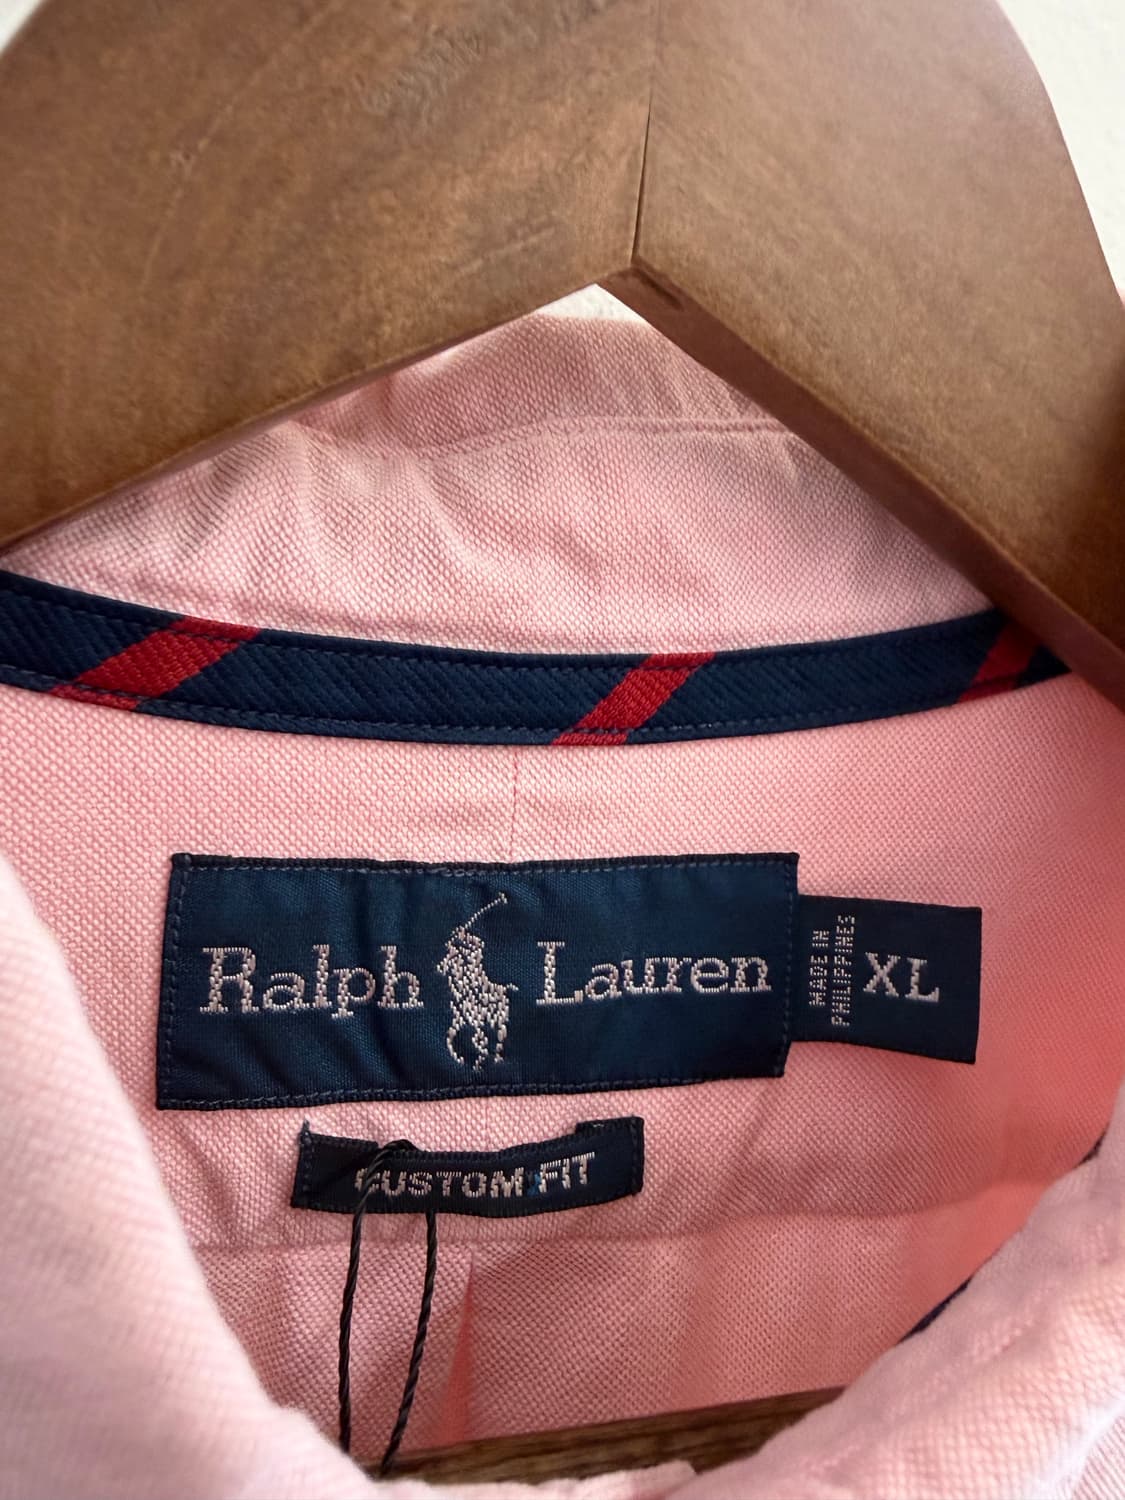 Ralph Lauren
MADE IN
PHILIPPINES
XL
CUSTOM FIT